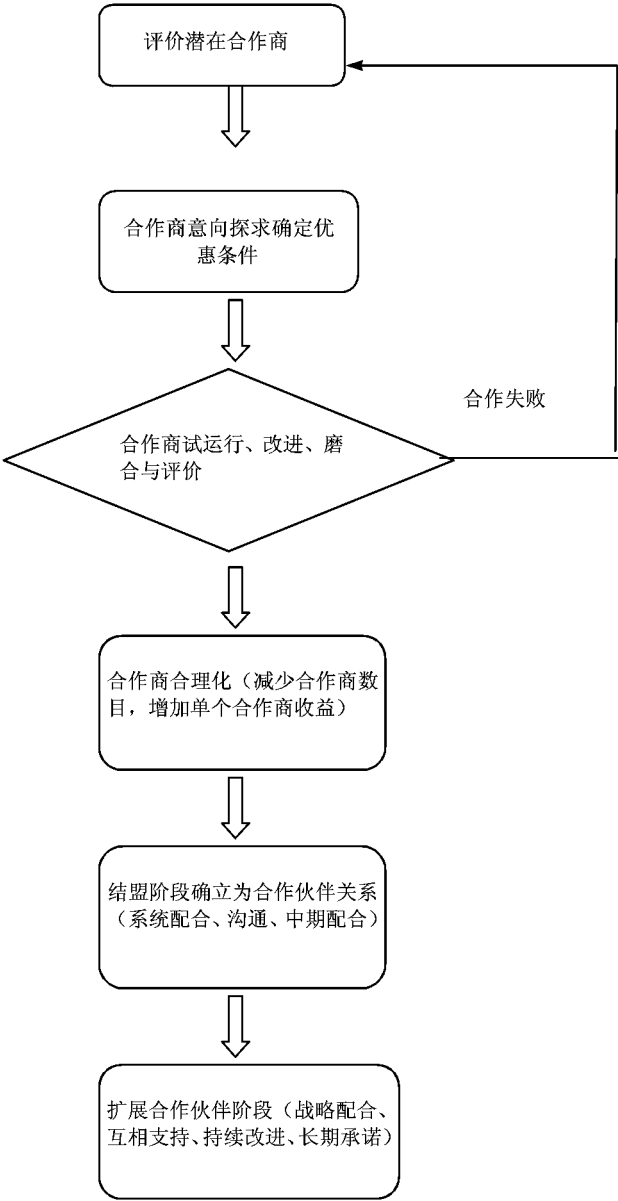 评价潜在合作商
合作商意向探求确定优
惠条件
合作失败
合作商试运行、改进、磨
合与评价
合作商合理化（减少合作商数
目，增加单个合作商收益）
结盟阶段确立为合作伙伴关系
（系统配合、沟通、中期配合）
扩展合作伙伴阶段（战略配合、
互相支持、持续改进、长期承诺）